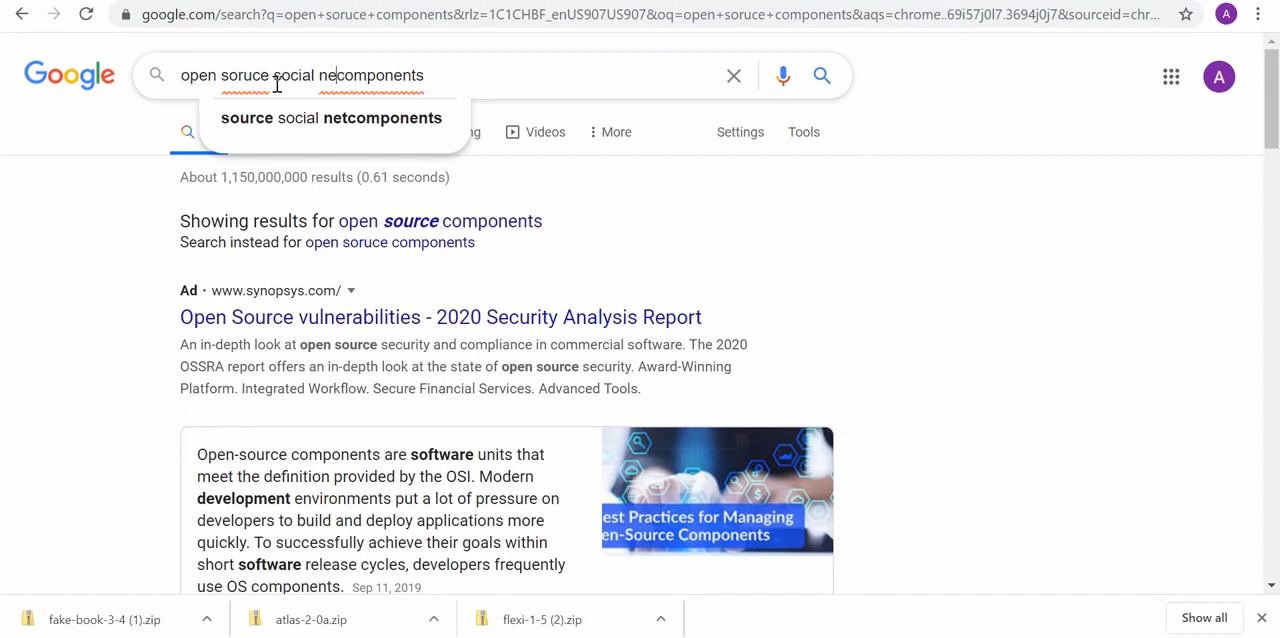 google.com/search?q=open+soruce+components&rlz=1C1CHBF_enUS907US907&oq=open+soruce+components&aqs=chrome..69i57j0l7.3694j0j7&sourceid=chr...
A
Google
open soruce social necomponents
A
source social netcomponents
ng
Videos
More
Settings
Tools
About 1,150,000,000 results (0.61 seconds)
Showing results for open source components
Search instead for open soruce components
Ad · www.synopsys.com/
Open Source vulnerabilities - 2020 Security Analysis Report
An in-depth look at open source security and compliance in commercial software. The 2020
OSSRA report offers an in-depth look at the state of open source security. Award-Winning
Platform. Integrated Workflow. Secure Financial Services. Advanced Tools.
Open-source components are software units that
meet the definition provided by the OSI. Modern
development environments put a lot of pressure on
developers to build and deploy applications more
quickly. To successfully achieve their goals within
short software release cycles, developers frequently
use OS components. Sep 11, 2019
est Practices for Managing
en-Source Components
fake-book-3-4 (1).zip
atlas-2-0a.zip
flexi-1-5 (2).zip
Show all